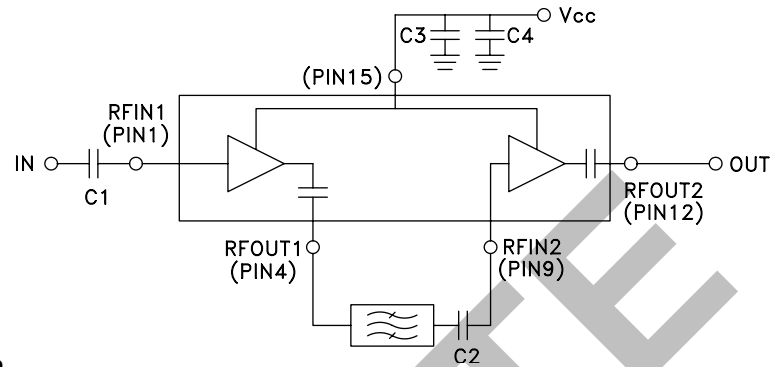 Vcc
C3
C4
(PIN15)
RFIN1
(PIN1)
IN
C1
OUT
RFOUT2
(PIN12)
RFOUT1
(PIN4)
RFIN2
(PIN9)
C2